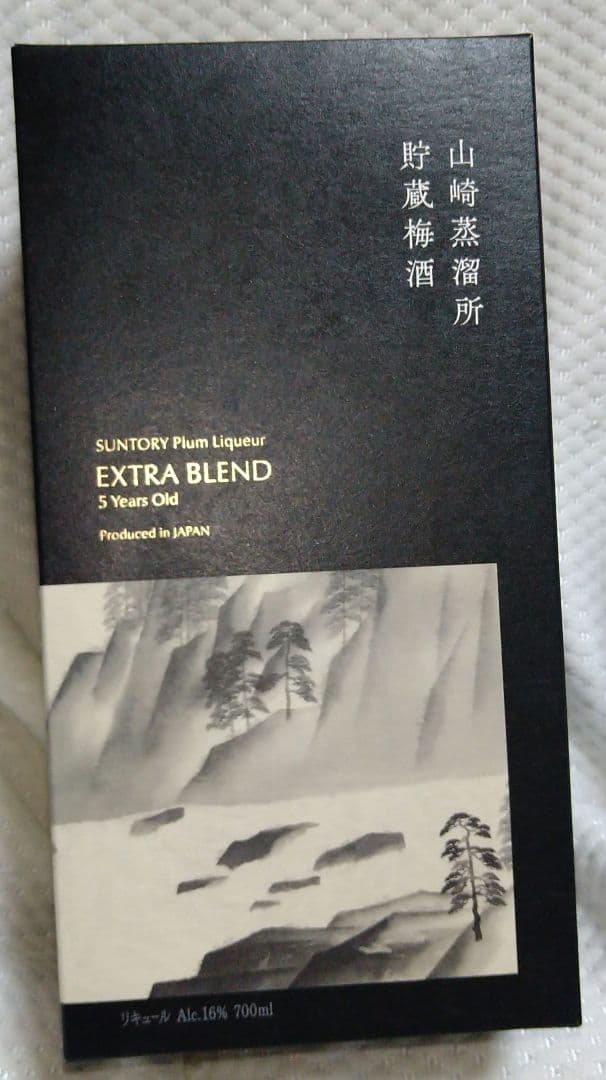 山崎蒸溜所
貯蔵梅酒
SUNTORY Plum Liqueur
EXTRA BLEND
5 Years Old
Produced in JAPAN
リキュール Alc.16% 700ml